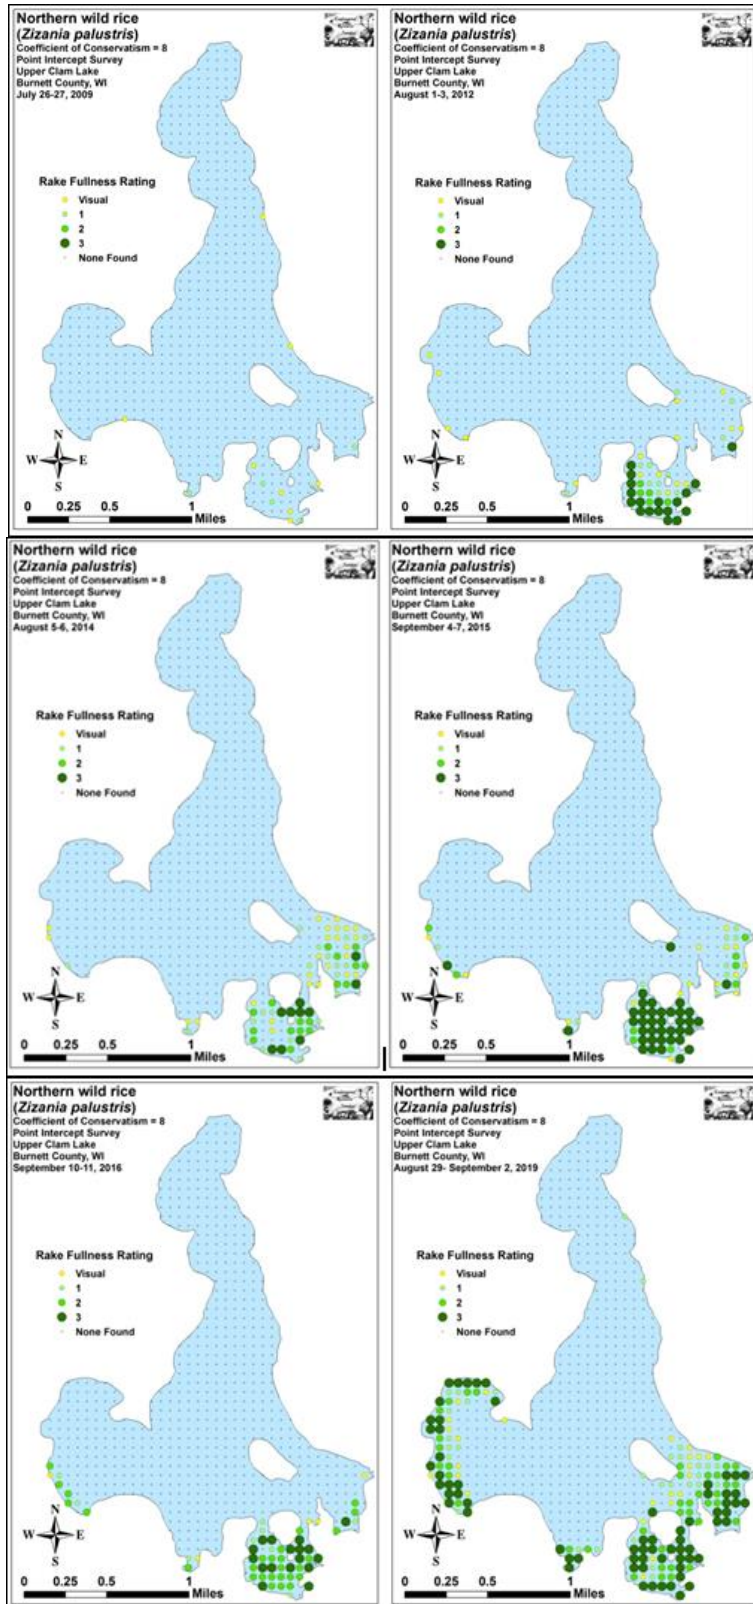 Northern wild rice
(Zizania palustris)
Coefficient of Conservatism = 8
Point Intercept Survey
Upper Clam Lake
Burnett County, WI
July 26-27, 2009
Rake Fullness Rating
Visual
1
2
3
None Found
N
W E
S
0 0.25 0.5 1
Miles
Northern wild rice
(Zizania palustris)
Coefficient of Conservatism = 8
Point Intercept Survey
Upper Clam Lake
Burnett County, WI
August 1-3, 2012
Rake Fullness Rating
Visual
1
2
3
None Found
N
W E
S
0 0.25 0.5 1
Miles
Northern wild rice
(Zizania palustris)
Coefficient of Conservatism = 8
Point Intercept Survey
Upper Clam Lake
Burnett County, WI
August 5-6, 2014
Rake Fullness Rating
Visual
1
2
3
None Found
N
W E
S
0 0.25 0.5 1
Miles
Northern wild rice
(Zizania palustris)
Coefficient of Conservatism = 8
Point Intercept Survey
Upper Clam Lake
Burnett County, WI
September 4-7, 2015
Rake Fullness Rating
Visual
1
2
3
None Found
N
W E
S
0 0.25 0.5 1
Miles
Northern wild rice
(Zizania palustris)
Coefficient of Conservatism = 8
Point Intercept Survey
Upper Clam Lake
Burnett County, WI
September 10-11, 2016
Rake Fullness Rating
Visual
1
2
3
None Found
N
W E
S
0 0.25 0.5 1
Miles
Northern wild rice
(Zizania palustris)
Coefficient of Conservatism = 8
Point Intercept Survey
Upper Clam Lake
Burnett County, WI
August 29- September 2, 2019
Rake Fullness Rating
Visual
1
2
3
None Found
N
W E
S
0 0.25 0.5 1
Miles